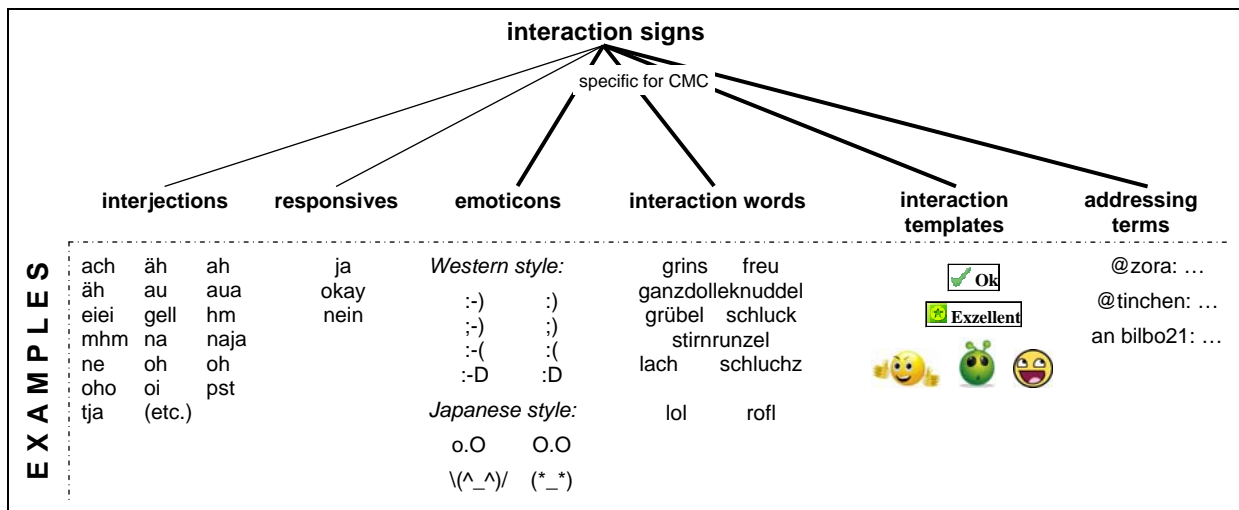 interaction signs
specific for CMC
interjections responsives emoticons interaction words interaction templates addressing terms
EXAMPLES
ach äh ah
äh au aua
eiei gell hm
mhm na naja
ne oh oh
oho oi pst
tja (etc.)
ja
okay
nein
Western style:
:-) :)
;-) ;)
:-( :(
:-D :D
Japanese style:
o.O O.O
\(^_^)/ (*_*)
grins freu
ganzdolleknuddel
grübel schluck
stirnrunzel
lach schluchz
lol rofl
Ok
Exzellent
@zora: …
@tinchen: …
an bilbo21: …